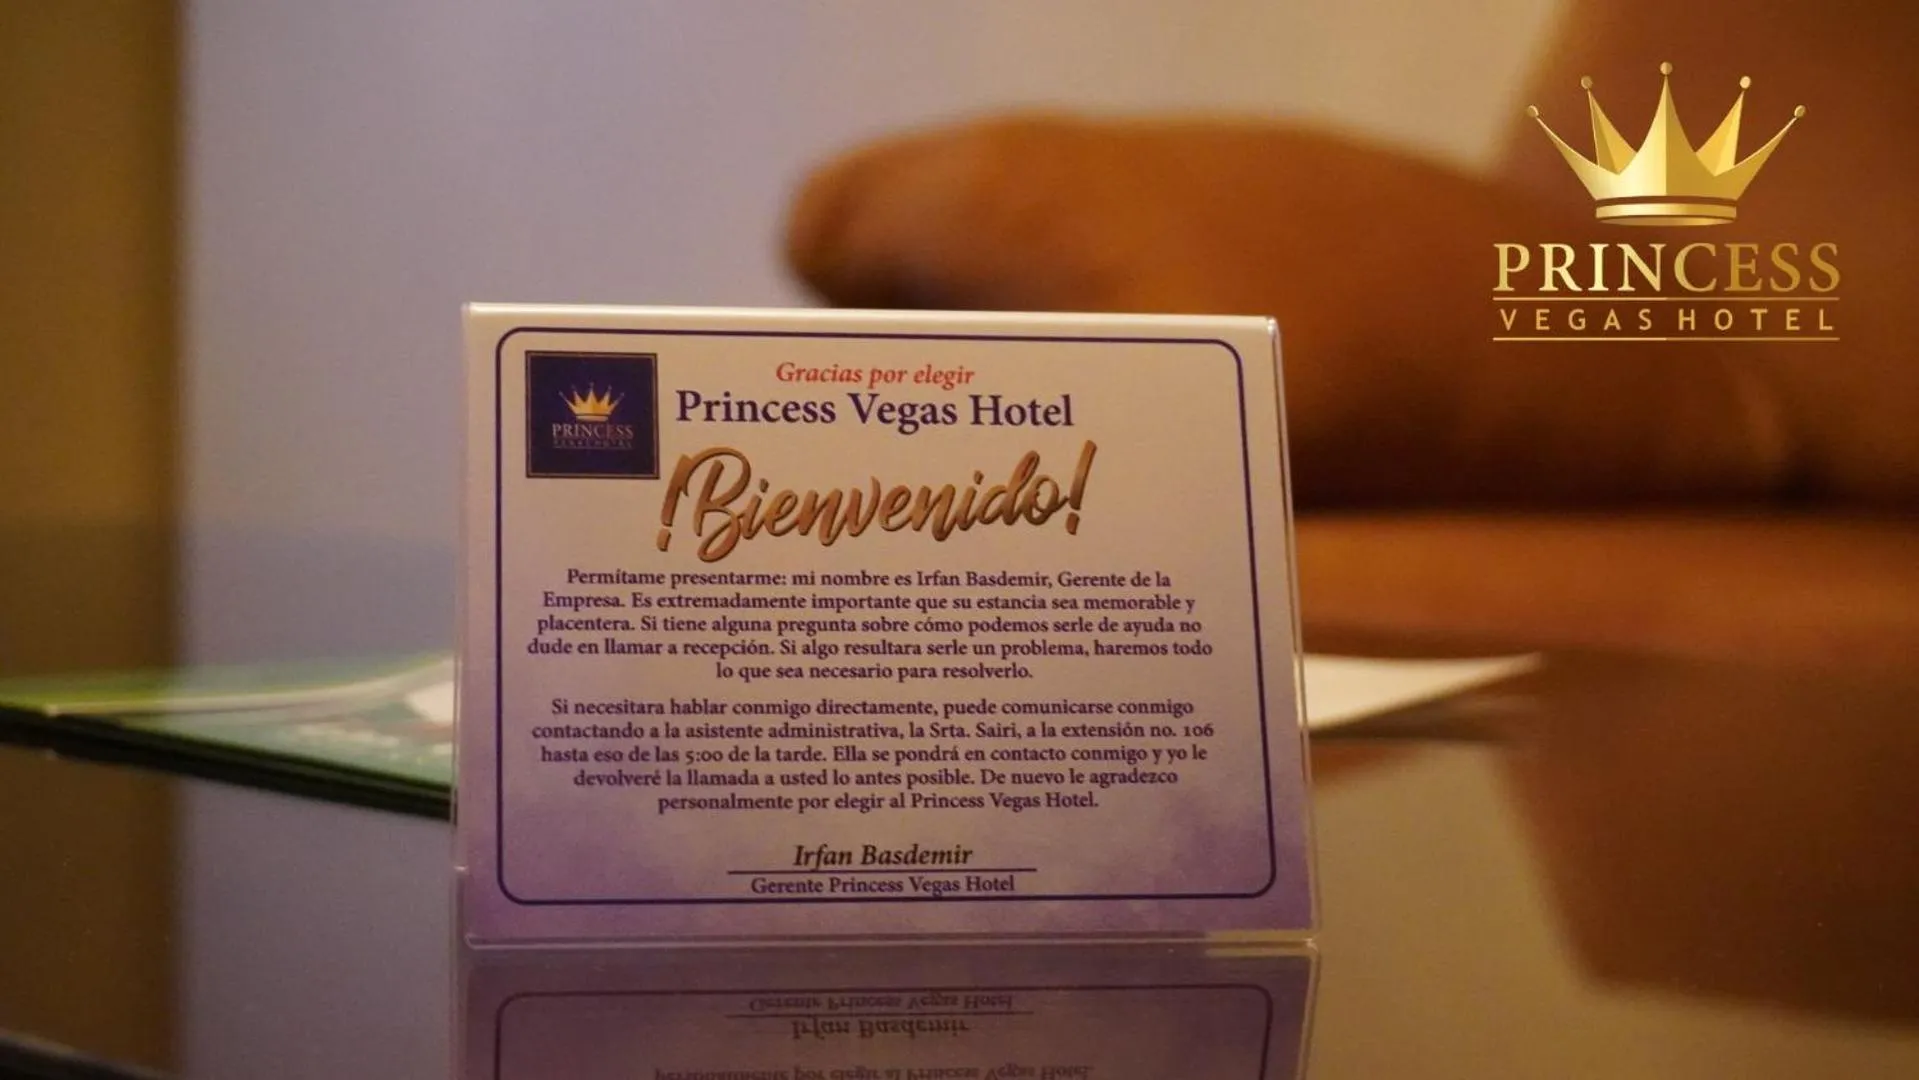 PRINCESS
VEGAS HOTEL
PRINCESS
Gracias por elegir
Princess Vegas Hotel
¡Bienvenido!
Permítame presentarme: mi nombre es Irfan Basdemir, Gerente de la
Empresa. Es extremadamente importante que su estancia sea memorable y
placentera. Si tiene alguna pregunta sobre cómo podemos serle de ayuda no
dude en llamar a recepción. Si algo resultara serle un problema, haremos todo
lo que sea necesario para resolverlo.
Si necesitara hablar conmigo directamente, puede comunicarse conmigo
contactando a la asistente administrativa, la Srta. Sairi, a la extensión no. 106
hasta eso de las 5:00 de la tarde. Ella se pondrá en contacto conmigo y yo le
devolveré la llamada a usted lo antes posible. De nuevo le agradezco
personalmente por elegir al Princess Vegas Hotel.
Irfan Basdemir
Gerente Princess Vegas Hotel